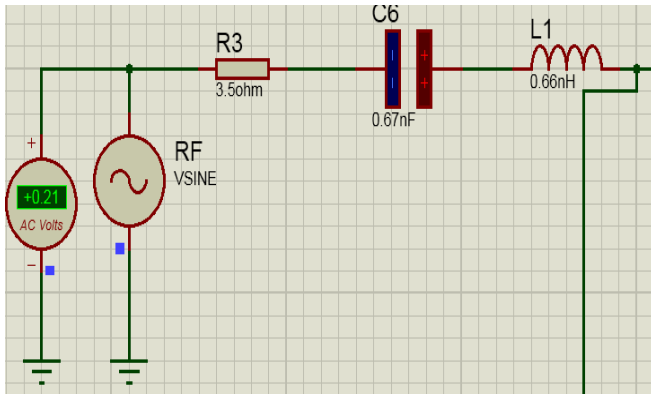 C6
R3
L1
3.5ohm
0.66nH
0.67nF
RF
VSINE
+0.21
AC Volts